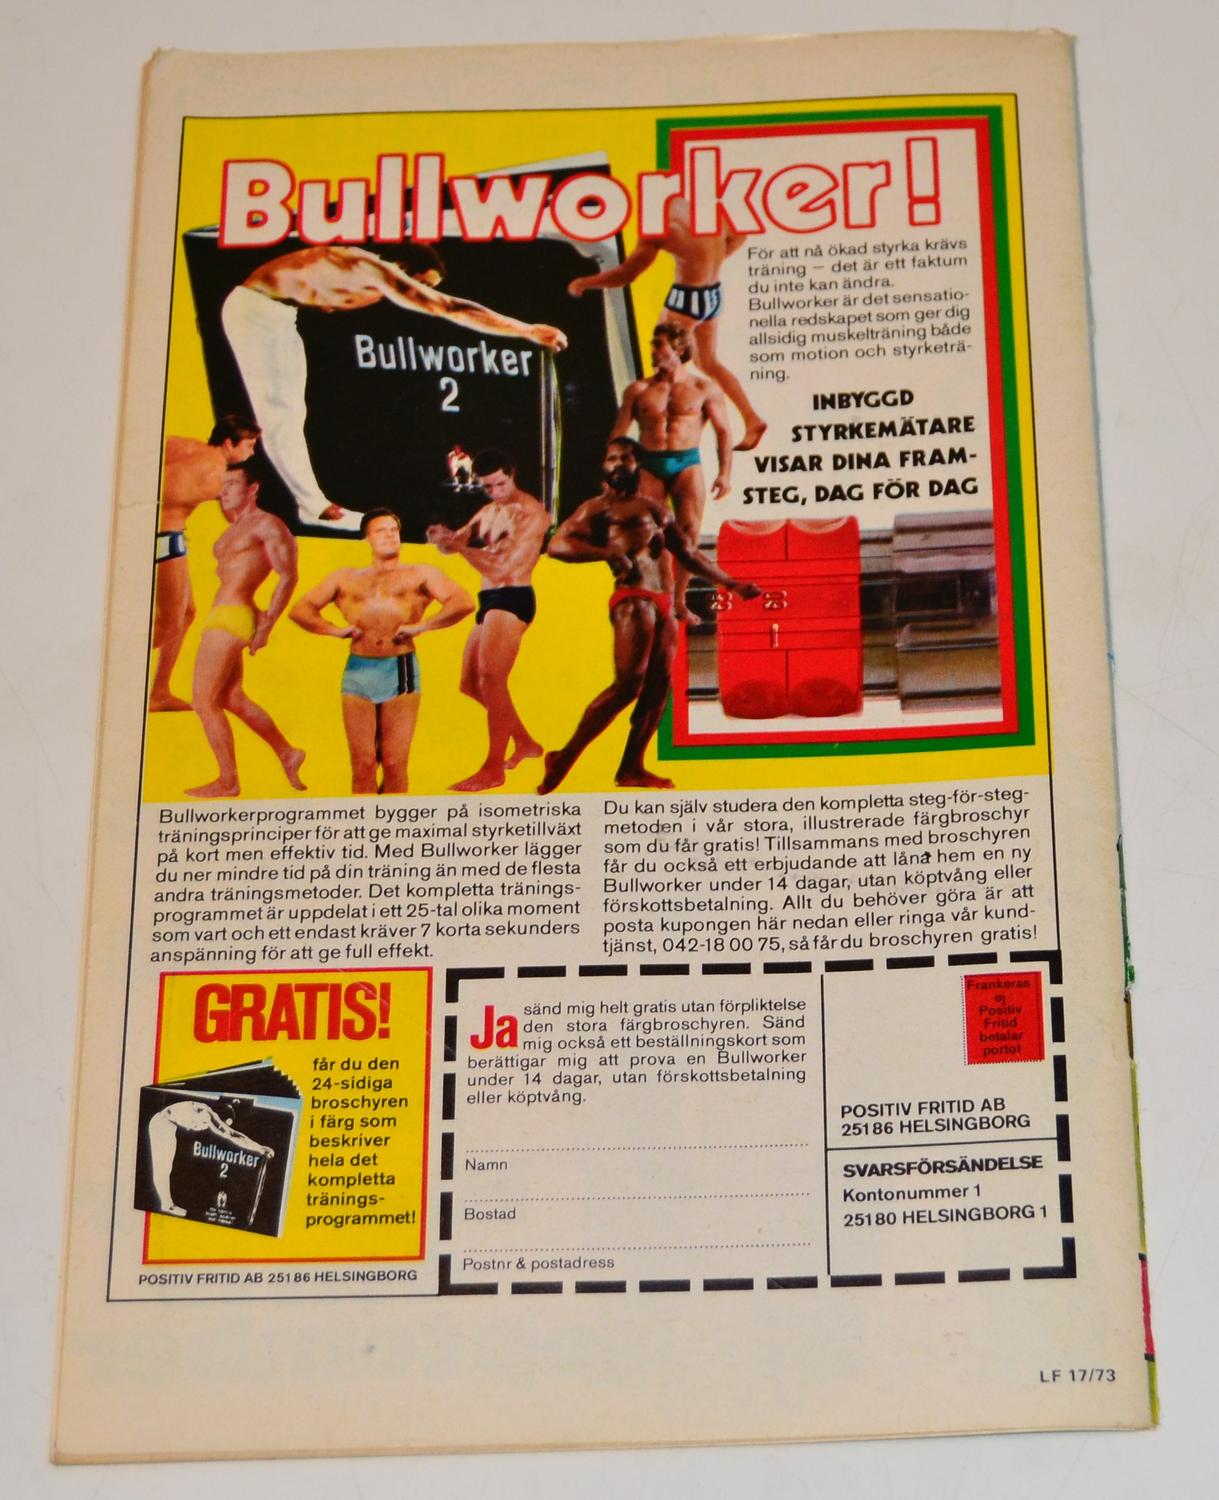 Bullworker!
För att nå ökad styrka krävs
träning – det är ett faktum
du inte kan ändra.
Bullworker är det sensatio-
nella redskapet som ger dig
allsidig muskelträning både
som motion och styrketrä-
ning.
INBYGGD
STYRKEMÄTARE
VISAR DINA FRAM-
STEG, DAG FÖR DAG
Bullworker
2
Bullworkerprogrammet bygger på isometriska
träningsprinciper för att ge maximal styrketillväxt
på kort men effektiv tid. Med Bullworker lägger
du ner mindre tid på din träning än med de flesta
andra träningsmetoder. Det kompletta tränings-
programmet är uppdelat i ett 25-tal olika moment
som vart och ett endast kräver 7 korta sekunders
anspänning för att ge full effekt.
Du kan själv studera den kompletta steg-för-steg-
metoden i vår stora, illustrerade färgbroschyr
som du får gratis! Tillsammans med broschyren
får du också ett erbjudande att låna hem en ny
Bullworker under 14 dagar, utan köptvång eller
förskottsbetalning. Allt du behöver göra är att
posta kupongen här nedan eller ringa vår kund-
tjänst, 042-18 00 75, så får du broschyren gratis!
GRATIS!
får du den
24-sidiga
broschyren
i färg som
beskriver
hela det
kompletta
tränings-
programmet!
Bullworker
2
POSITIV FRITID AB 251 86 HELSINGBORG
Ja sänd mig helt gratis utan förpliktelse
den stora färgbroschyren. Sänd
mig också ett beställningskort som
berättigar mig att prova en Bullworker
under 14 dagar, utan förskottsbetalning
eller köptvång.
Namn
Bostad
Postnr & postadress
Frankeras
ej
Positiv
Fritid
betalar
portot
POSITIV FRITID AB
251 86 HELSINGBORG
SVARSFÖRSÄNDELSE
Kontonummer 1
251 80 HELSINGBORG 1
LF 17/73